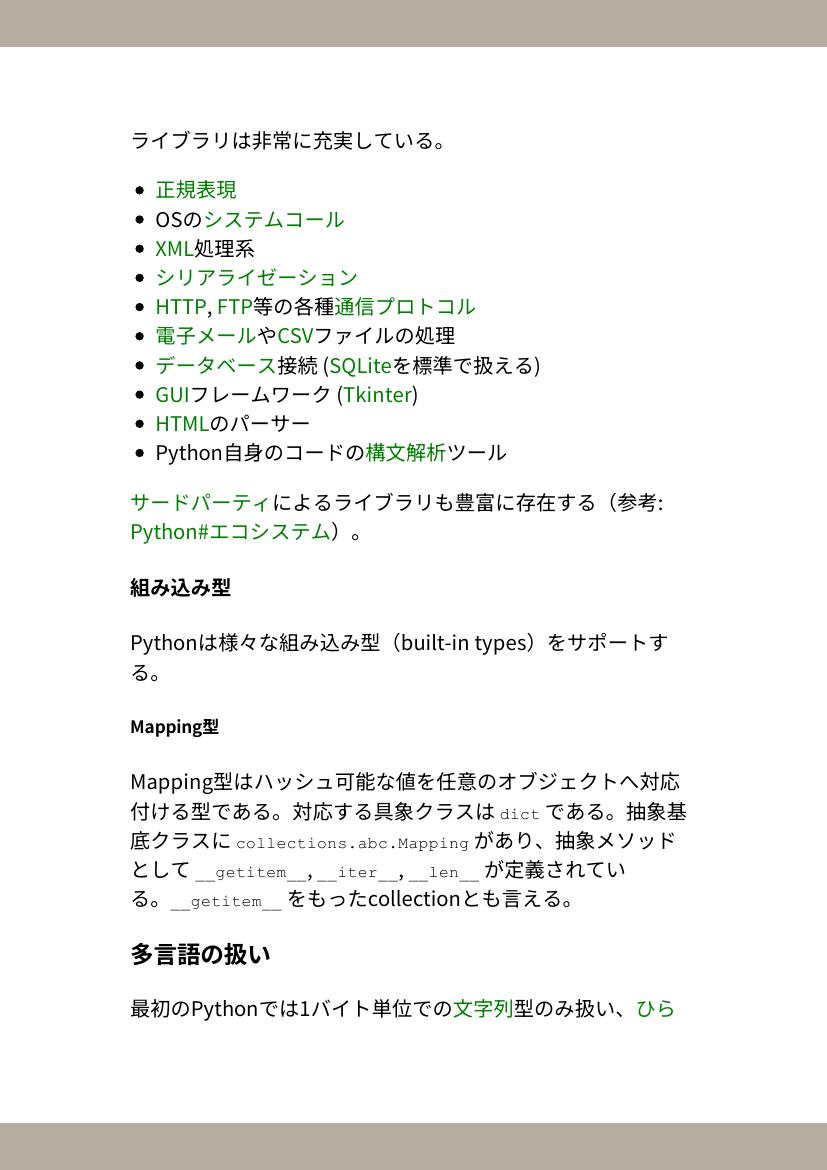 ライブラリは非常に充実している。
• 正規表現
• OSのシステムコール
• XML処理系
• シリアライゼーション
• HTTP, FTP等の各種通信プロトコル
• 電子メールやCSVファイルの処理
• データベース接続 (SQLiteを標準で扱える)
• GUIフレームワーク (Tkinter)
• HTMLのパーサー
• Python自身のコードの構文解析ツール
サードパーティによるライブラリも豊富に存在する（参考:
Python#エコシステム）。
組み込み型
Pythonは様々な組み込み型（built-in types）をサポートす
る。
Mapping型
Mapping型はハッシュ可能な値を任意のオブジェクトへ対応
付ける型である。対応する具象クラスは dict である。抽象基
底クラスに collections.abc.Mapping があり、抽象メソッド
として __getitem__, __iter__, __len__ が定義されてい
る。__getitem__ をもったcollectionとも言える。
多言語の扱い
最初のPythonでは1バイト単位での文字列型のみ扱い、ひら